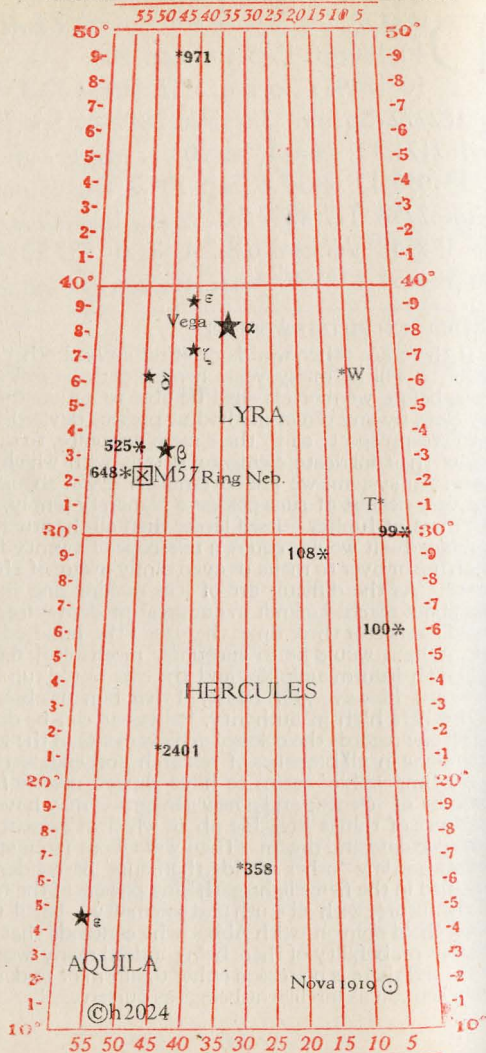 55 50 45 40 35 30 25 20 15 10 5
50° 50°
9- *971 -9
8- -8
7- -7
6- -6
5- -5
4- -4
3- -3
2- -2
1- -1
40° 40°
9- ε -9
8- Vega α -8
7- ζ -7
6- δ *W -6
5- -5
4- LYRA -4
3- 525* β -3
2- 648* M57 Ring Neb. -2
1- T* -1
30° 99* 30°
9- 108* -9
8- -8
7- -7
6- 100* -6
5- -5
4- -4
3- HERCULES -3
2- -2
1- *2401 -1
20° 20°
9- -9
8- -8
7- *358 -7
6- -6
5- -5
4- ε -4
3- AQUILA -3
2- Nova 1919 -2
1- ©h2024 -1
10° 10°
55 50 45 40 35 30 25 20 15 10 5